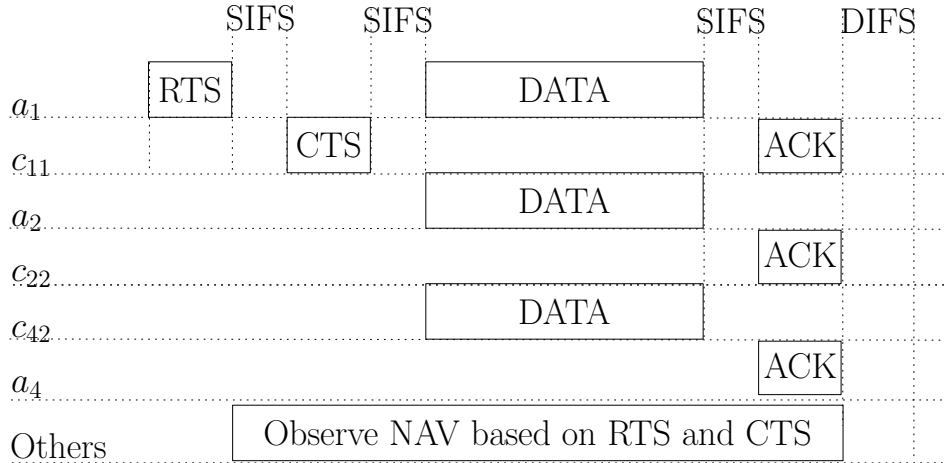 SIFS SIFS SIFS DIFS
a₁ RTS DATA
c₁₁ CTS ACK
a₂ DATA
c₂₂ ACK
c₄₂ DATA
a₄ ACK
Others Observe NAV based on RTS and CTS